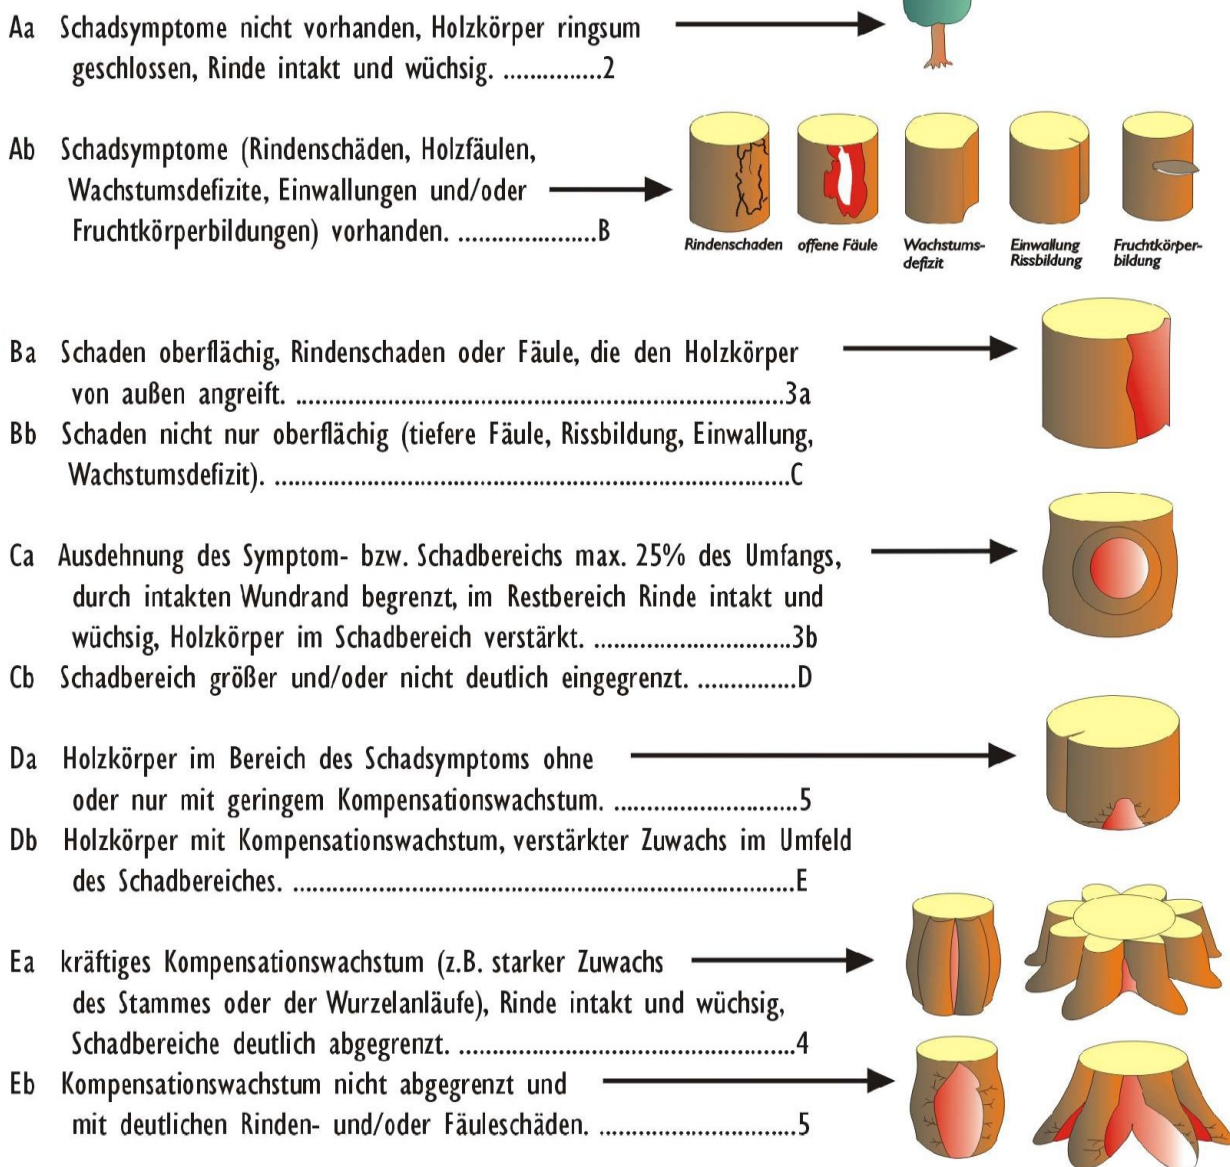 Aa Schadsymptome nicht vorhanden, Holzkörper ringsum
geschlossen, Rinde intakt und wüchsig. ...............2
Ab Schadsymptome (Rindenschäden, Holzfäulen,
Wachstumsdefizite, Einwallungen und/oder
Fruchtkörperbildungen) vorhanden. .....................B
Rindenschaden offene Fäule Wachstums- Einwallung Fruchtkörper-
defizit Rissbildung bildung
Ba Schaden oberflächig, Rindenschaden oder Fäule, die den Holzkörper
von außen angreift. ..........................................................................3a
Bb Schaden nicht nur oberflächig (tiefere Fäule, Rissbildung, Einwallung,
Wachstumsdefizit). ..............................................................................C
Ca Ausdehnung des Symptom- bzw. Schadbereichs max. 25% des Umfangs,
durch intakten Wundrand begrenzt, im Restbereich Rinde intakt und
wüchsig, Holzkörper im Schadbereich verstärkt. ..............................3b
Cb Schadbereich größer und/oder nicht deutlich eingegrenzt. ...............D
Da Holzkörper im Bereich des Schadsymptoms ohne
oder nur mit geringem Kompensationswachstum. ............................5
Db Holzkörper mit Kompensationswachstum, verstärkter Zuwachs im Umfeld
des Schadbereiches. ............................................................................E
Ea kräftiges Kompensationswachstum (z.B. starker Zuwachs
des Stammes oder der Wurzelanläufe), Rinde intakt und wüchsig,
Schadbereiche deutlich abgegrenzt. ...................................................4
Eb Kompensationswachstum nicht abgegrenzt und
mit deutlichen Rinden- und/oder Fäuleschäden. ..............................5